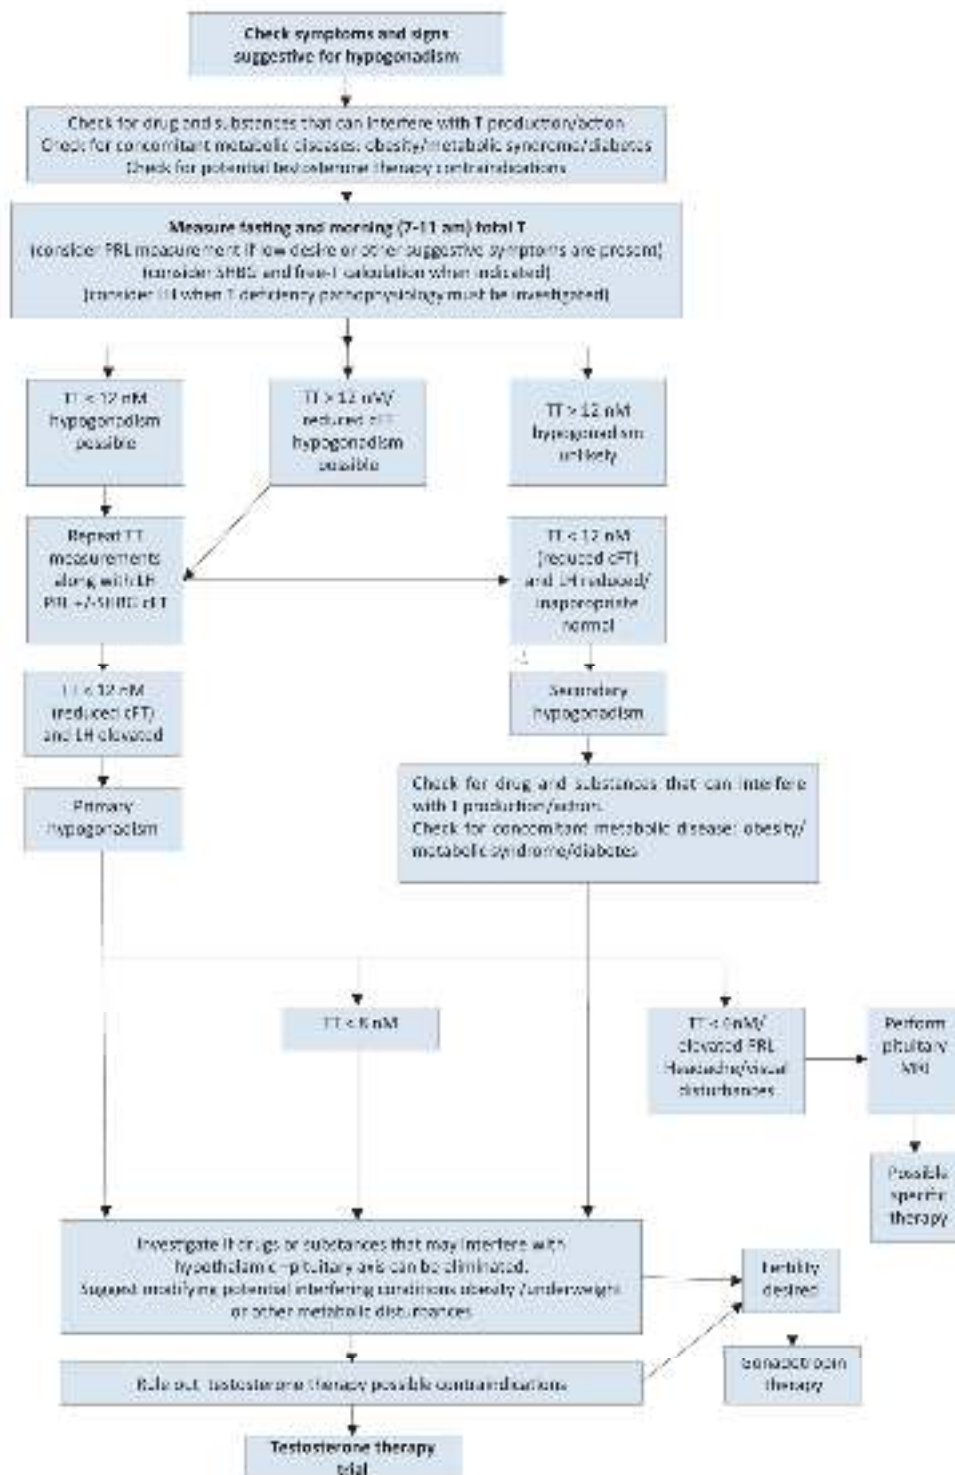 Check symptoms and signs
suggestive for hypogonadism
Check for drug and substances that can interfere with T production/action
Check for concomitant metabolic diseases: obesity/metabolic syndrome/diabetes
Check for potential testosterone therapy contraindications
Measure fasting and morning (7-11 am) total T
(consider PRL measurement if low desire or other suggestive symptoms are present)
(consider SHBG and free-T calculation when indicated)
(consider LH when T deficiency pathophysiology must be investigated)
TT < 12 nM
hypogonadism
possible
TT > 12 nM/
reduced cFT
hypogonadism
possible
TT > 12 nM
hypogonadism
unlikely
Repeat TT
measurements
along with LH
PRL +/-SHBG cFT
TT < 12 nM
(reduced cFT)
and LH reduced/
inappropriate
normal
TT < 12 nM
(reduced cFT)
and LH elevated
Secondary
hypogonadism
Primary
hypogonadism
Check for drug and substances that can interfere
with T production/action.
Check for concomitant metabolic disease: obesity/
metabolic syndrome/diabetes
TT < 8 nM
TT < 6nM/
elevated PRL
Headache/visual
disturbances
Perform
pituitary
MRI
Possible
specific
therapy
Investigate if drugs or substances that may interfere with
hypothalamic -pituitary axis can be eliminated.
Suggest modifying potential interfering conditions obesity /underweight
or other metabolic disturbances
Fertility
desired
Rule out testosterone therapy possible contraindications
Gonadotropin
therapy
Testosterone therapy
trial